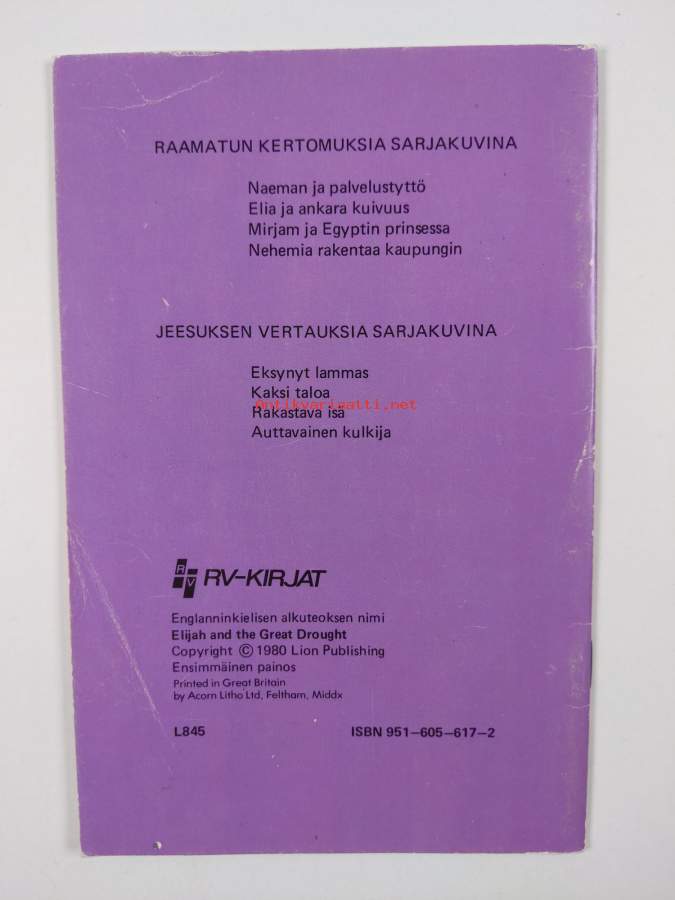 RAAMATUN KERTOMUKSIA SARJAKUVINA
Naeman ja palvelustyttö
Elia ja ankara kuivuus
Mirjam ja Egyptin prinsessa
Nehemia rakentaa kaupungin
JEESUKSEN VERTAUKSIA SARJAKUVINA
Eksynyt lammas
Kaksi taloa
Antikvariaatti.net
Rakastava isä
Auttavainen kulkija
RV RV-KIRJAT
Englanninkielisen alkuteoksen nimi
Elijah and the Great Drought
Copyright © 1980 Lion Publishing
Ensimmäinen painos
Printed in Great Britain
by Acorn Litho Ltd, Feltham, Middx
L845 ISBN 951–605–617–2